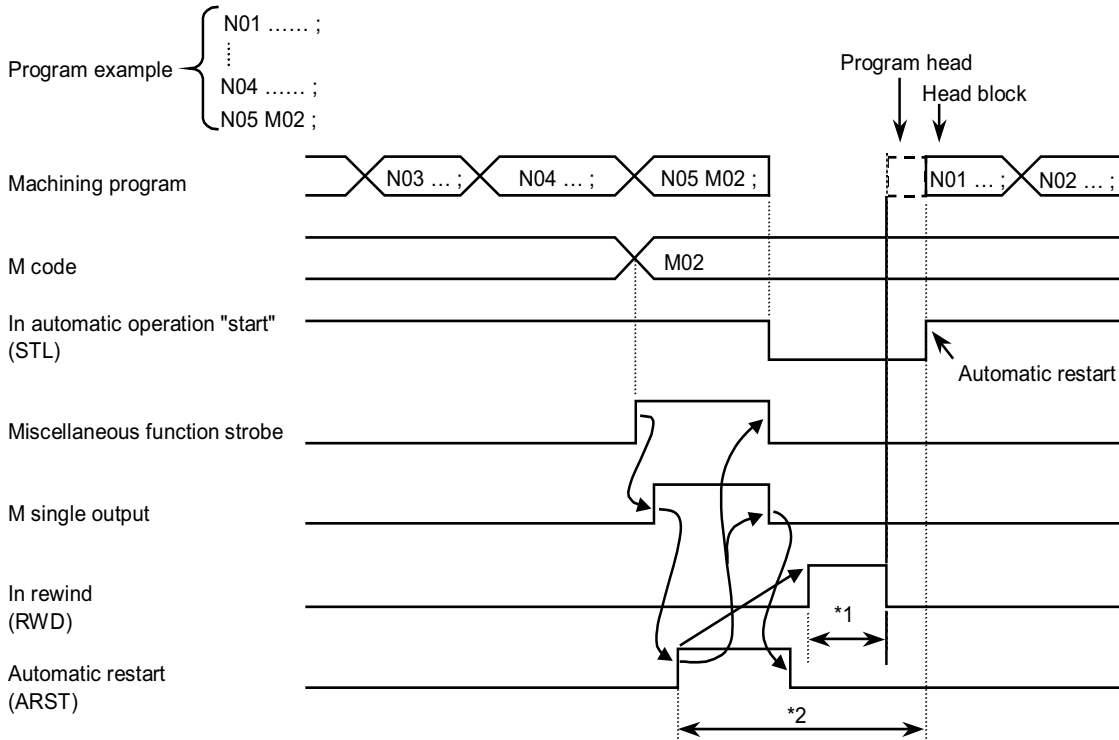 N01 …… ;
Program example
N04 …… ;
N05 M02 ;
Program head
Head block
Machining program
N03 … ;
N04 … ;
N05 M02 ;
N01 … ;
N02 … ;
M code
M02
In automatic operation "start"
(STL)
Automatic restart
Miscellaneous function strobe
M single output
In rewind
(RWD)
*1
Automatic restart
(ARST)
*2